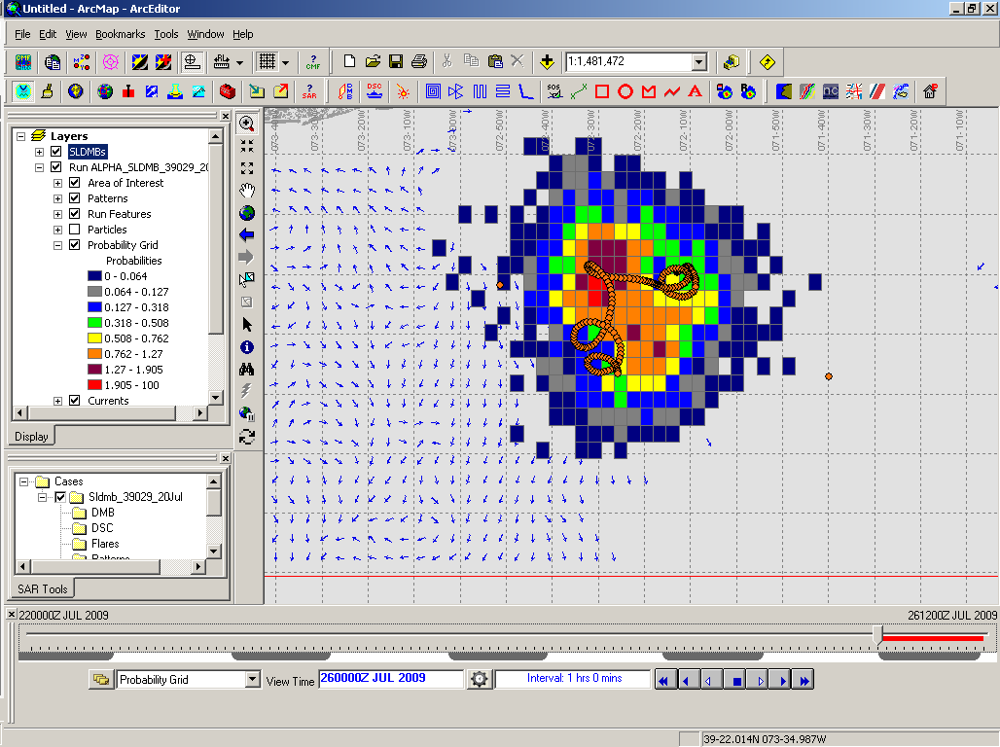 Untitled - ArcMap - ArcEditor
File Edit View Bookmarks Tools Window Help
? CMF
1:1,481,472
DSC
? SAR
SOS
nc
Layers
SLDMBs
Run ALPHA_SLDMB_39029_20
Area of Interest
Patterns
Run Features
Particles
Probability Grid
Probabilities
0 - 0.064
0.064 - 0.127
0.127 - 0.318
0.318 - 0.508
0.508 - 0.762
0.762 - 1.27
1.27 - 1.905
1.905 - 100
Currents
Display
Cases
Sldmb_39029_20Jul
DMB
DSC
Flares
Patterns
SAR Tools
072-50W
072-40W
072-30W
072-20W
072-10W
072-00W
071-50W
071-40W
071-30W
071-20W
071-10W
073-30W
073-20W
073-10W
073-00W
220000Z JUL 2009
261200Z JUL 2009
Probability Grid
View Time
260000Z JUL 2009
Interval: 1 hrs 0 mins
39-22.014N 073-34.987W